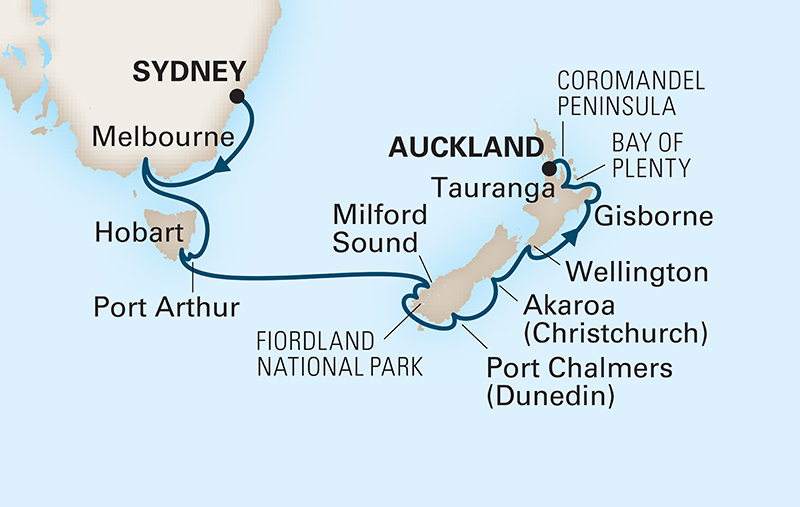 SYDNEY
Melbourne
Hobart
Port Arthur
COROMANDEL
PENINSULA
AUCKLAND
BAY OF
PLENTY
Tauranga
Milford
Sound
Gisborne
Wellington
Akaroa
(Christchurch)
FIORDLAND
NATIONAL PARK
Port Chalmers
(Dunedin)